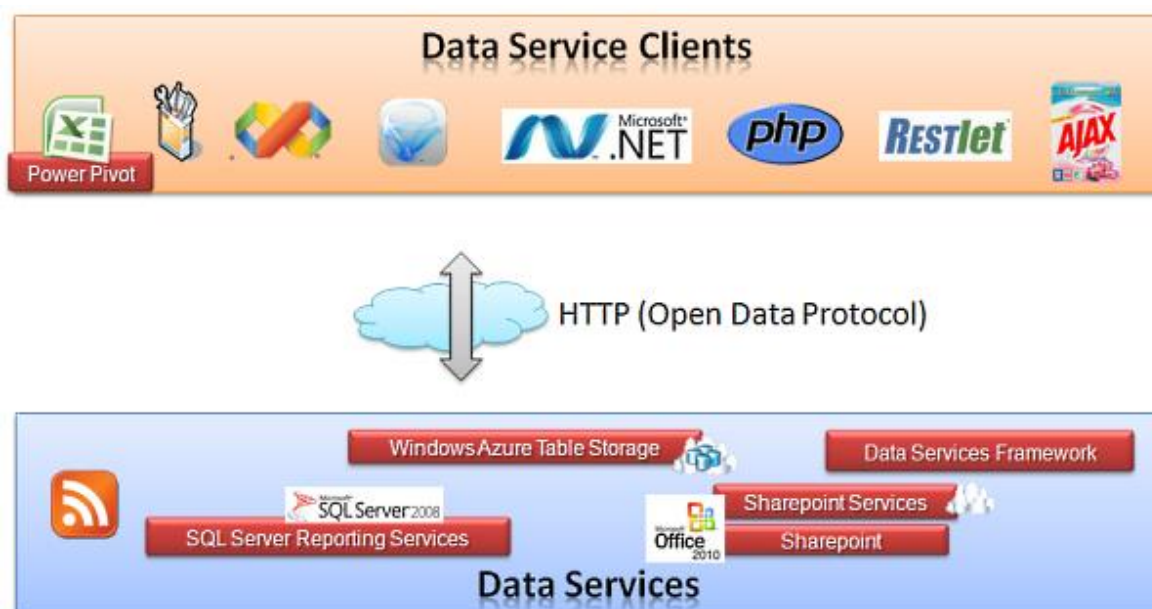 Data Service Clients
Power Pivot
Microsoft®
.NET
php
RESTlet
AJAX
HTTP (Open Data Protocol)
Windows Azure Table Storage
Data Services Framework
Microsoft®
SQL Server 2008
Sharepoint Services
SQL Server Reporting Services
Microsoft®
Office
2010
Sharepoint
Data Services